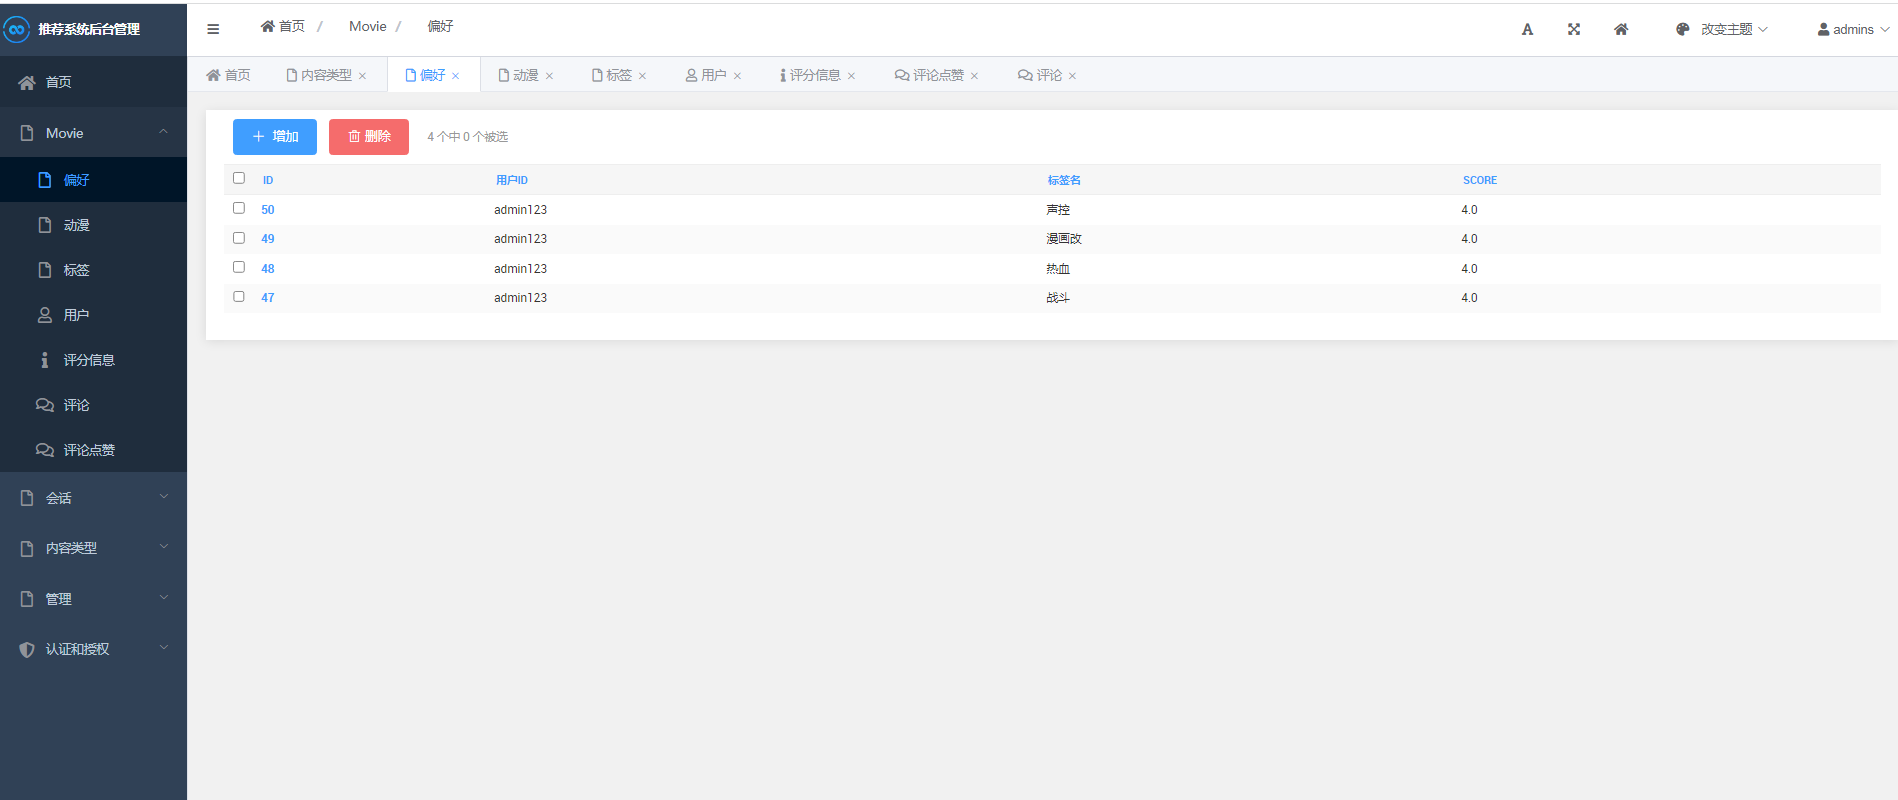 推荐系统后台管理
首页 / Movie / 偏好
改变主题
admins
首页
内容类型
偏好
动漫
标签
用户
评分信息
评论点赞
评论
首页
Movie
偏好
动漫
标签
用户
评分信息
评论
评论点赞
会话
内容类型
管理
认证和授权
增加 删除 4 个中 0 个被选
ID 用户ID 标签名 SCORE
50 admin123 声控 4.0
49 admin123 漫画改 4.0
48 admin123 热血 4.0
47 admin123 战斗 4.0